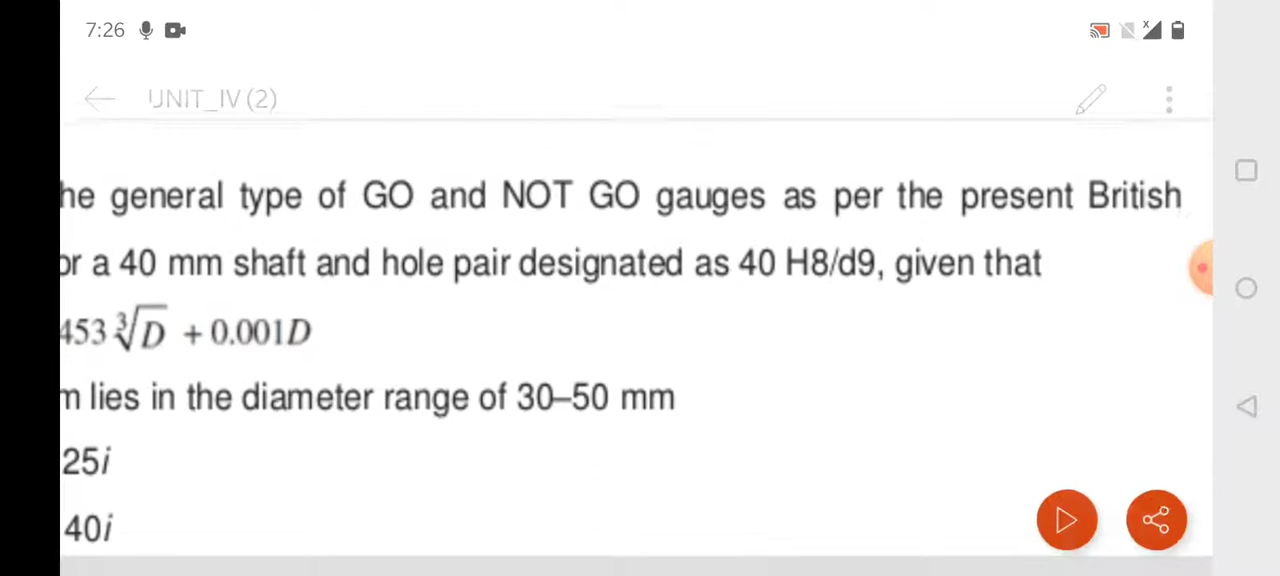 7:26
UNIT_IV (2)
he general type of GO and NOT GO gauges as per the present British
or a 40 mm shaft and hole pair designated as 40 H8/d9, given that
453 ∛D + 0.001D
m lies in the diameter range of 30–50 mm
25i
40i